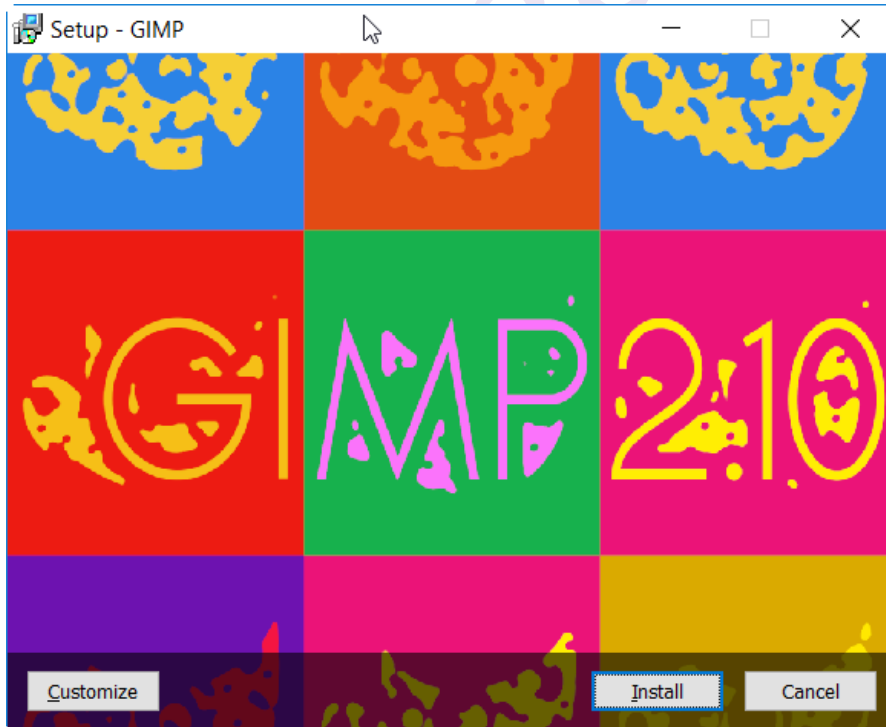 Setup - GIMP
GIMP 2.10
Customize
Install
Cancel